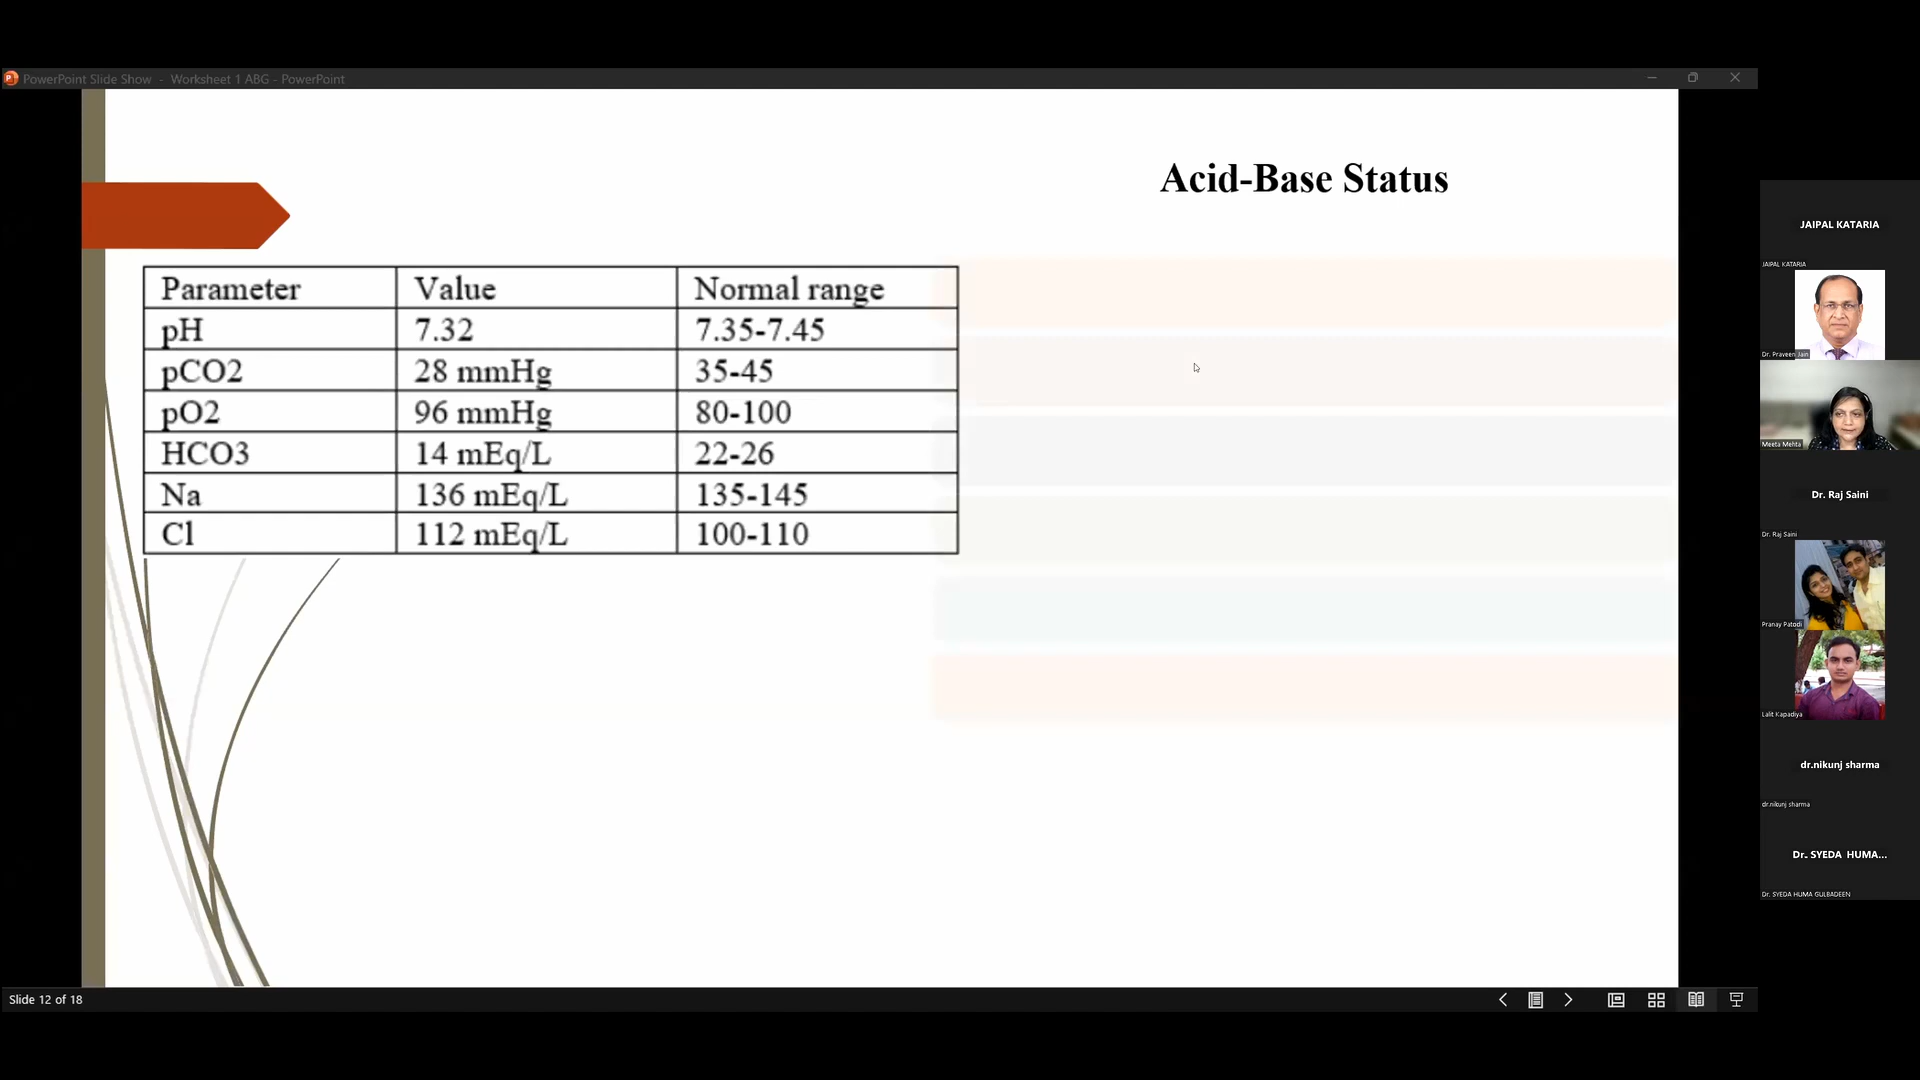 PowerPoint Slide Show - Worksheet 1 ABG - PowerPoint
Acid-Base Status
Parameter Value Normal range
pH 7.32 7.35-7.45
pCO2 28 mmHg 35-45
pO2 96 mmHg 80-100
HCO3 14 mEq/L 22-26
Na 136 mEq/L 135-145
Cl 112 mEq/L 100-110
Slide 12 of 18
JAIPAL KATARIA
JAIPAL KATARIA
Dr. Praveen Jain
Meeta Mehta
Dr. Raj Saini
Dr. Raj Saini
Pranay Patodi
Lalit Kapadiya
dr.nikunj sharma
dr.nikunj sharma
Dr. SYEDA HUMA...
Dr. SYEDA HUMA GULBADEEN